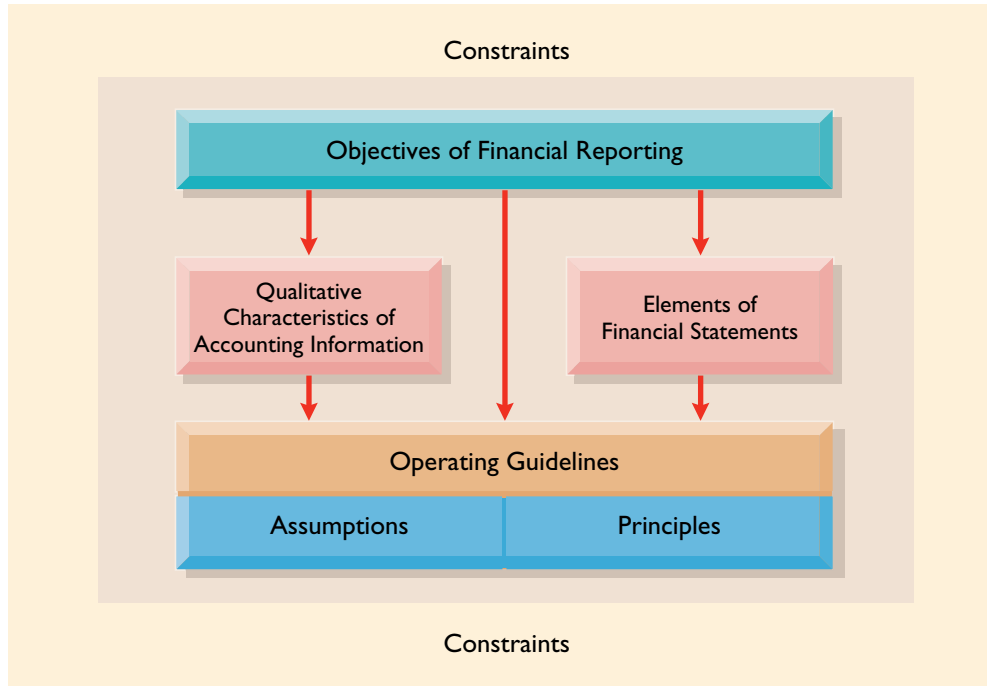 Constraints
Objectives of Financial Reporting
Qualitative
Characteristics of
Accounting Information
Elements of
Financial Statements
Operating Guidelines
Assumptions
Principles
Constraints